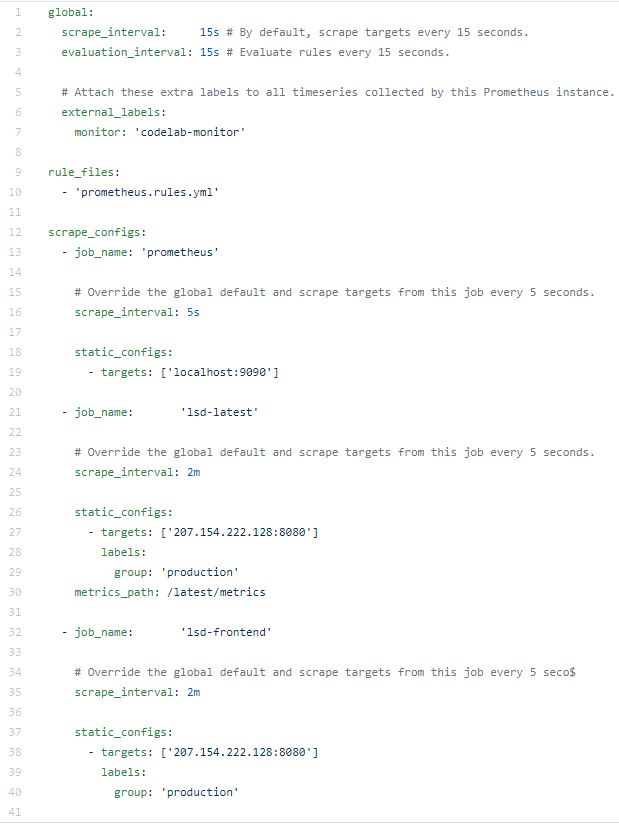 1 global:
2   scrape_interval:     15s # By default, scrape targets every 15 seconds.
3   evaluation_interval: 15s # Evaluate rules every 15 seconds.
4
5   # Attach these extra labels to all timeseries collected by this Prometheus instance.
6   external_labels:
7     monitor: 'codelab-monitor'
8
9 rule_files:
10   - 'prometheus.rules.yml'
11
12 scrape_configs:
13   - job_name: 'prometheus'
14
15     # Override the global default and scrape targets from this job every 5 seconds.
16     scrape_interval: 5s
17
18     static_configs:
19       - targets: ['localhost:9090']
20
21   - job_name:       'lsd-latest'
22
23     # Override the global default and scrape targets from this job every 5 seconds.
24     scrape_interval: 2m
25
26     static_configs:
27       - targets: ['207.154.222.128:8080']
28         labels:
29           group: 'production'
30     metrics_path: /latest/metrics
31
32   - job_name:       'lsd-frontend'
33
34     # Override the global default and scrape targets from this job every 5 seco$
35     scrape_interval: 2m
36
37     static_configs:
38       - targets: ['207.154.222.128:8080']
39         labels:
40           group: 'production'
41